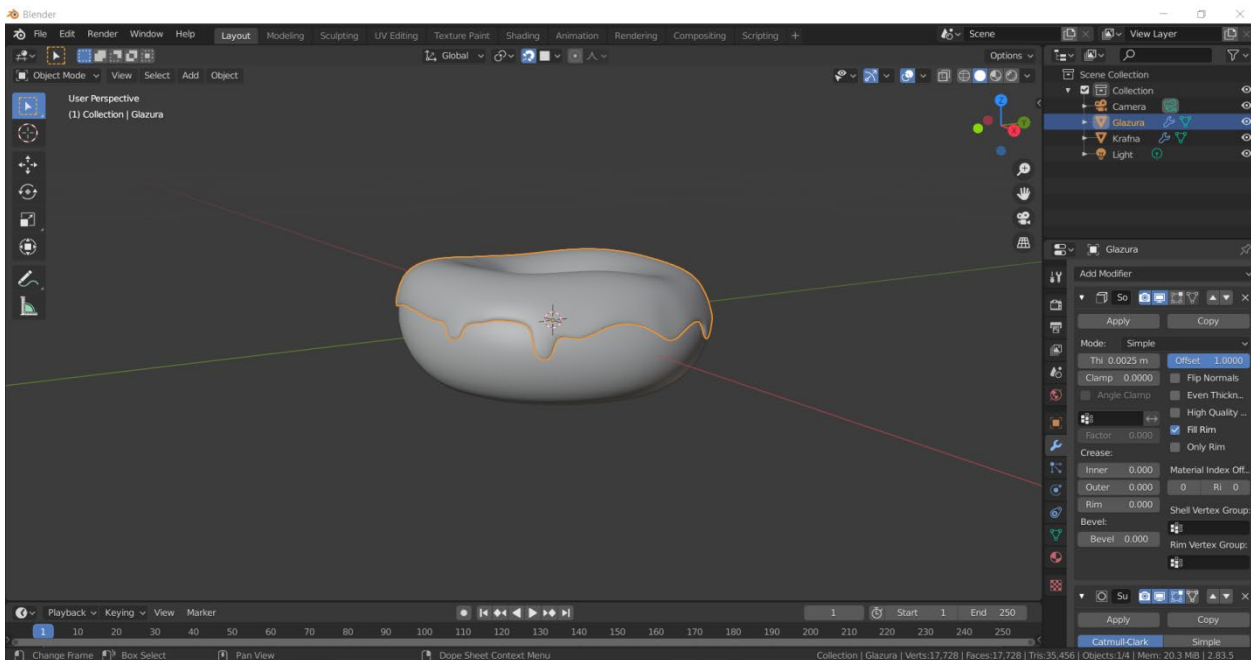 Blender
File Edit Render Window Help Layout Modeling Sculpting UV Editing Texture Paint Shading Animation Rendering Compositing Scripting + Scene View Layer
Global Options
Object Mode View Select Add Object
User Perspective
(1) Collection | Glazura
Z
Y
X
Scene Collection
Collection
Camera
Glazura
Krafna
Light
Glazura
Add Modifier
So
Apply Copy
Mode: Simple
Thi 0.0025 m Offset 1.0000
Clamp 0.0000 Flip Normals
Angle Clamp Even Thickn...
High Quality ...
Factor 0.000 Fill Rim
Crease: Only Rim
Inner 0.000 Material Index Off...
Outer 0.000 0 Ri 0
Rim 0.000 Shell Vertex Group:
Bevel:
Bevel 0.000 Rim Vertex Group:
Su
Apply Copy
Catmull-Clark Simple
Playback Keying View Marker 1 Start 1 End 250
1 10 20 30 40 50 60 70 80 90 100 110 120 130 140 150 160 170 180 190 200 210 220 230 240 250
Change Frame Box Select Pan View Dope Sheet Context Menu Collection | Glazura | Verts:17,728 | Faces:17,728 | Tris:35,456 | Objects:1/4 | Mem: 20.3 MiB | 2.83.5